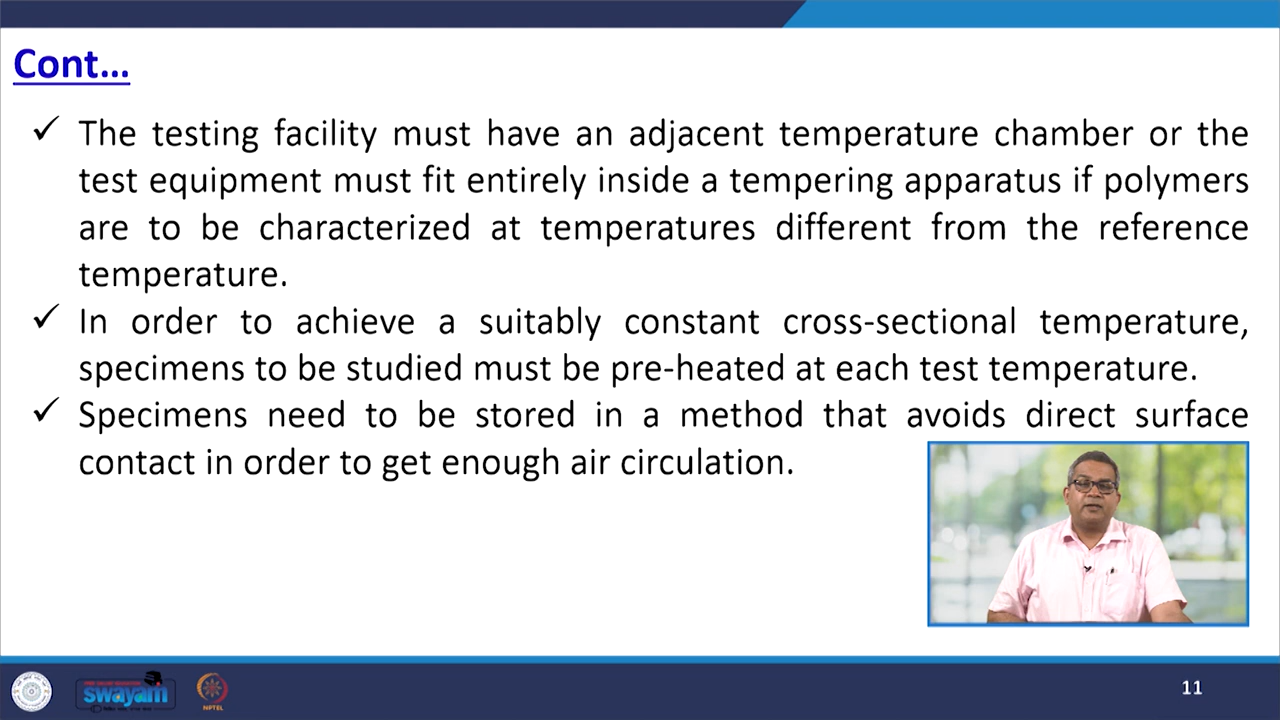 Cont...
✓ The testing facility must have an adjacent temperature chamber or the
test equipment must fit entirely inside a tempering apparatus if polymers
are to be characterized at temperatures different from the reference
temperature.
✓ In order to achieve a suitably constant cross-sectional temperature,
specimens to be studied must be pre-heated at each test temperature.
✓ Specimens need to be stored in a method that avoids direct surface
contact in order to get enough air circulation.
swayam
NPTEL
11